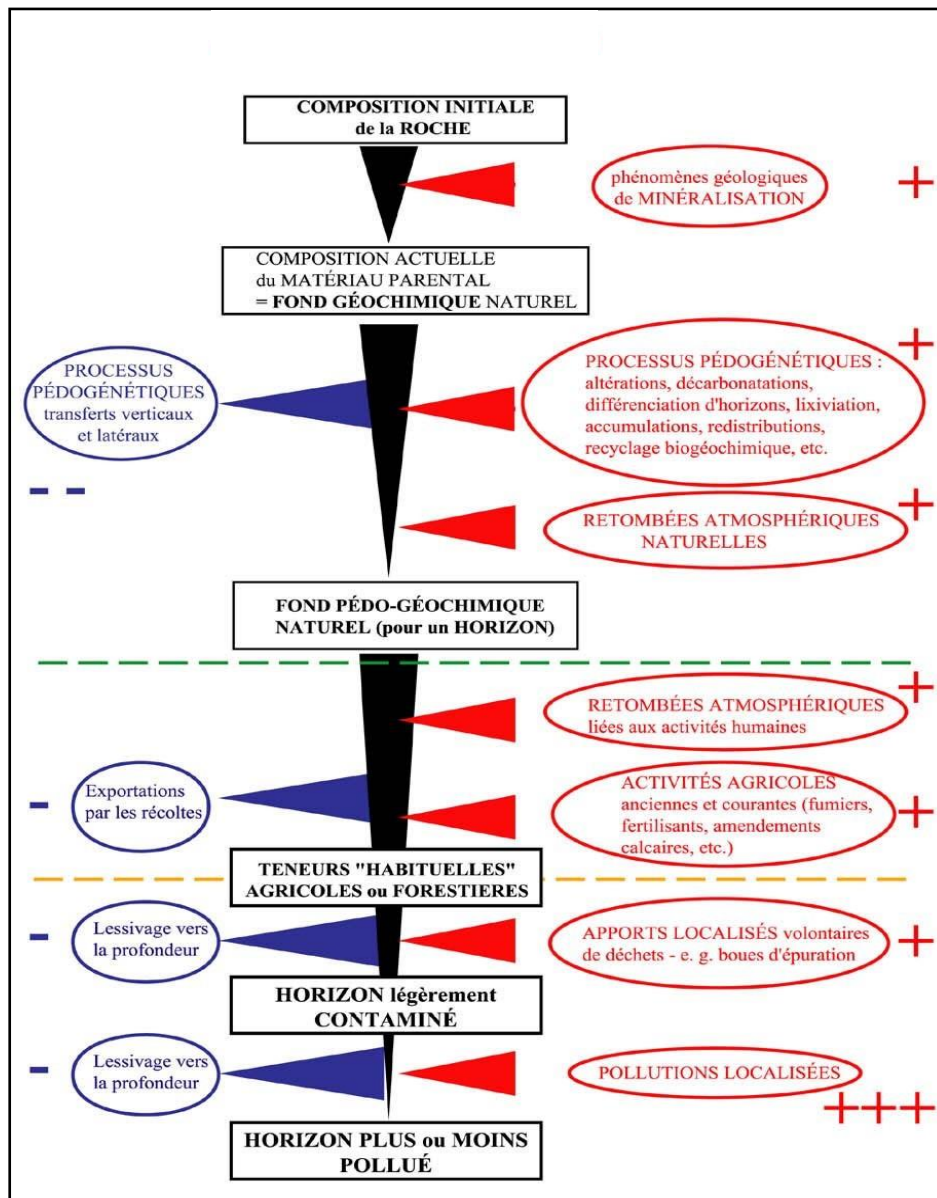 COMPOSITION INITIALE
de la ROCHE
phénomènes géologiques
de MINÉRALISATION
+
COMPOSITION ACTUELLE
du MATÉRIAU PARENTAL
= FOND GÉOCHIMIQUE NATUREL
PROCESSUS
PÉDOGÉNÉTIQUES
transferts verticaux
et latéraux
- -
+
PROCESSUS PÉDOGÉNÉTIQUES :
altérations, décarbonatations,
différenciation d'horizons, lixiviation,
accumulations, redistributions,
recyclage biogéochimique, etc.
+
RETOMBÉES ATMOSPHÉRIQUES
NATURELLES
FOND PÉDO-GÉOCHIMIQUE
NATUREL (pour un HORIZON)
+
RETOMBÉES ATMOSPHÉRIQUES
liées aux activités humaines
-
Exportations
par les récoltes
ACTIVITÉS AGRICOLES
anciennes et courantes (fumiers,
fertilisants, amendements
calcaires, etc.)
+
TENEURS "HABITUELLES"
AGRICOLES ou FORESTIERES
-
Lessivage vers
la profondeur
APPORTS LOCALISÉS volontaires
de déchets - e. g. boues d'épuration
+
HORIZON légèrement
CONTAMINÉ
-
Lessivage vers
la profondeur
POLLUTIONS LOCALISÉES
+++
HORIZON PLUS ou MOINS
POLLUÉ